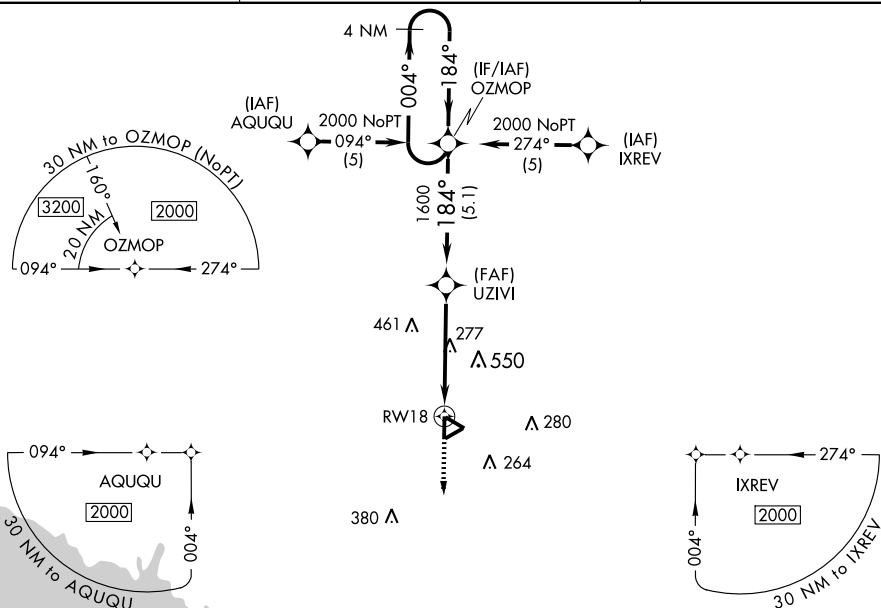 4 NM
004°
184°
(IF/IAF)
OZMOP
(IAF)
AQUQU
2000 NoPT
094°
(5)
2000 NoPT
274°
(5)
(IAF)
IXREV
30 NM to OZMOP (NoPT)
160°
3200
2000
20 NM
OZMOP
094°
274°
1600
184°
(5.1)
(FAF)
UZIVI
461
277
550
RW18
280
264
380
094°
AQUQU
2000
004°
30 NM to AQUQU
274°
IXREV
2000
004°
30 NM to IXREV